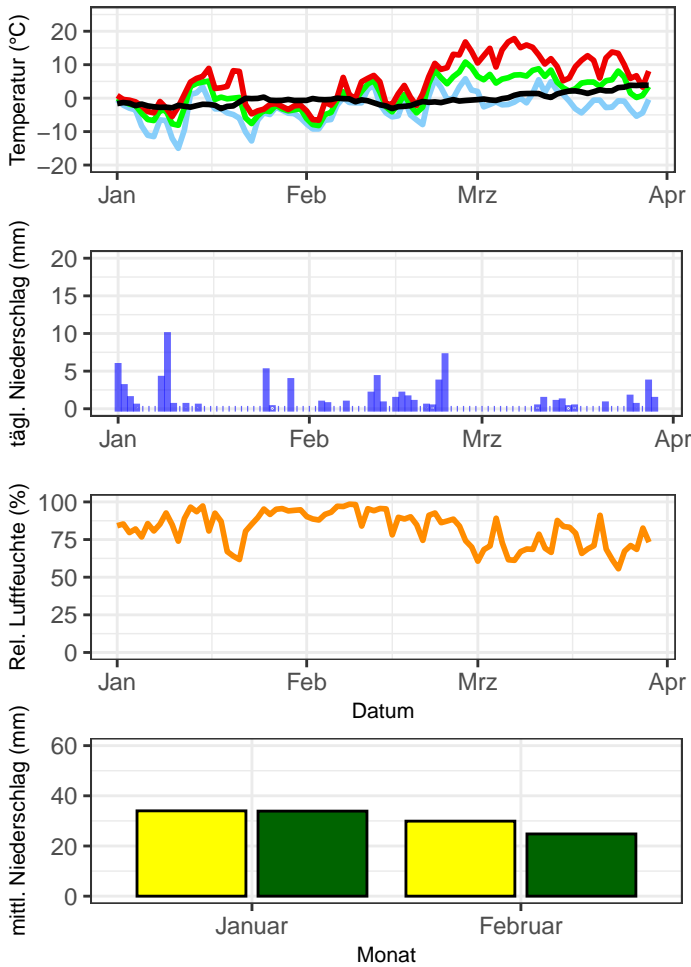 Temperatur (°C)
20
10
0
−10
−20
Jan Feb Mrz Apr
tägl. Niederschlag (mm)
20
15
10
5
0
Jan Feb Mrz Apr
Rel. Luftfeuchte (%)
100
75
50
25
0
Jan Feb Mrz Apr
Datum
mittl. Niederschlag (mm)
60
40
20
0
Januar Februar
Monat